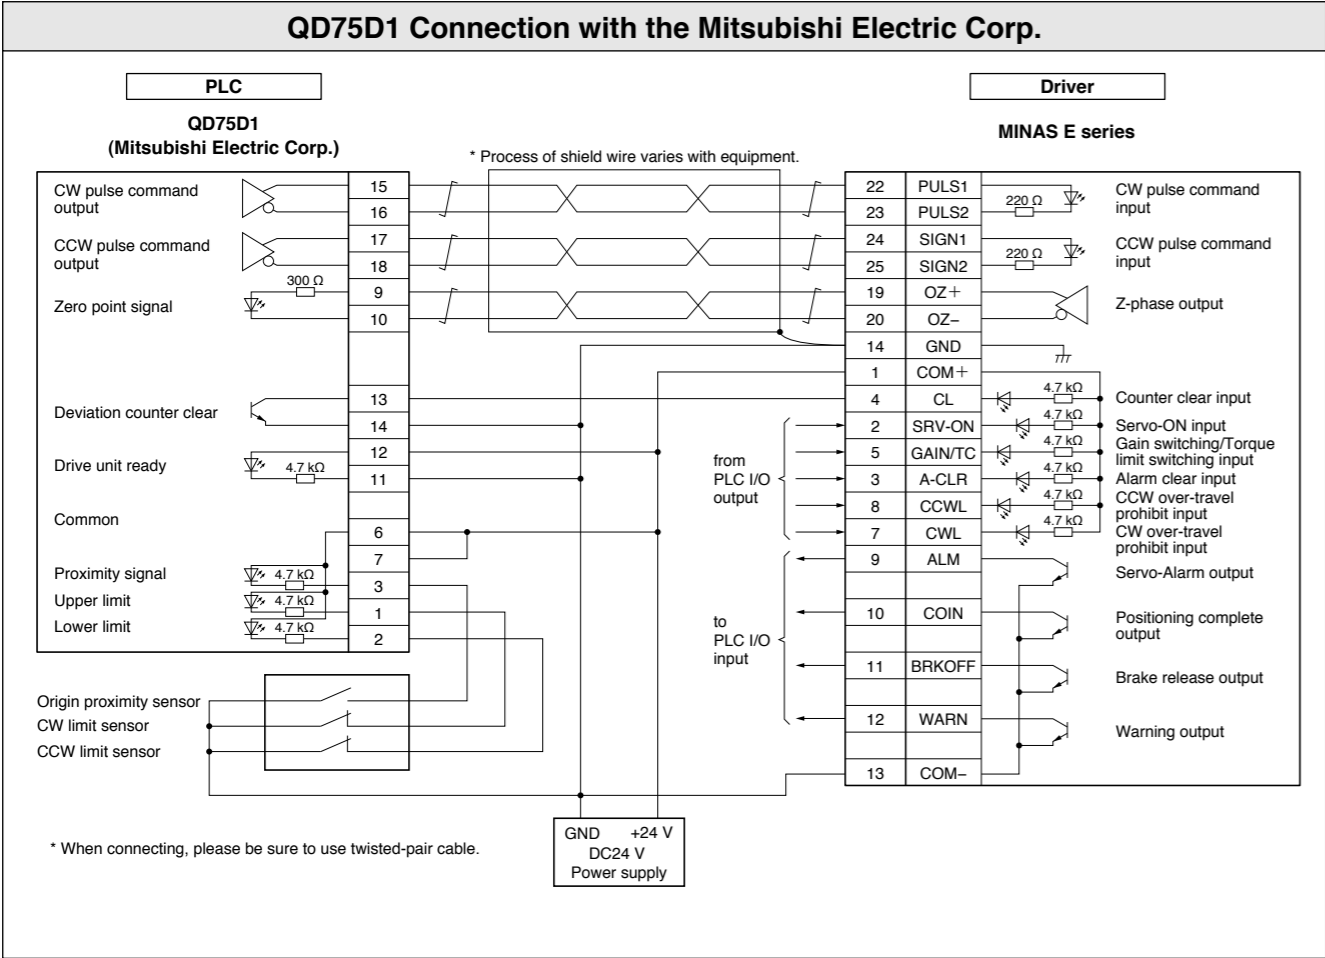 QD75D1 Connection with the Mitsubishi Electric Corp.
PLC
Driver
QD75D1
(Mitsubishi Electric Corp.)
MINAS E series
* Process of shield wire varies with equipment.
CW pulse command
output
15
16
CCW pulse command
output
17
18
300 Ω
Zero point signal
9
10
Deviation counter clear
13
14
Drive unit ready
4.7 kΩ
12
11
Common
6
7
Proximity signal
4.7 kΩ
3
Upper limit
4.7 kΩ
1
Lower limit
4.7 kΩ
2
Origin proximity sensor
CW limit sensor
CCW limit sensor
22 PULS1
220 Ω
CW pulse command
input
23 PULS2
24 SIGN1
220 Ω
CCW pulse command
input
25 SIGN2
19 OZ+
Z-phase output
20 OZ−
14 GND
1 COM+
4 CL 4.7 kΩ Counter clear input
2 SRV-ON 4.7 kΩ Servo-ON input
5 GAIN/TC 4.7 kΩ Gain switching/Torque
limit switching input
3 A-CLR 4.7 kΩ Alarm clear input
8 CCWL 4.7 kΩ CCW over-travel
prohibit input
7 CWL 4.7 kΩ CW over-travel
prohibit input
from
PLC I/O
output
9 ALM Servo-Alarm output
10 COIN Positioning complete
output
to
PLC I/O
input
11 BRKOFF Brake release output
12 WARN Warning output
13 COM−
GND +24 V
DC24 V
Power supply
* When connecting, please be sure to use twisted-pair cable.